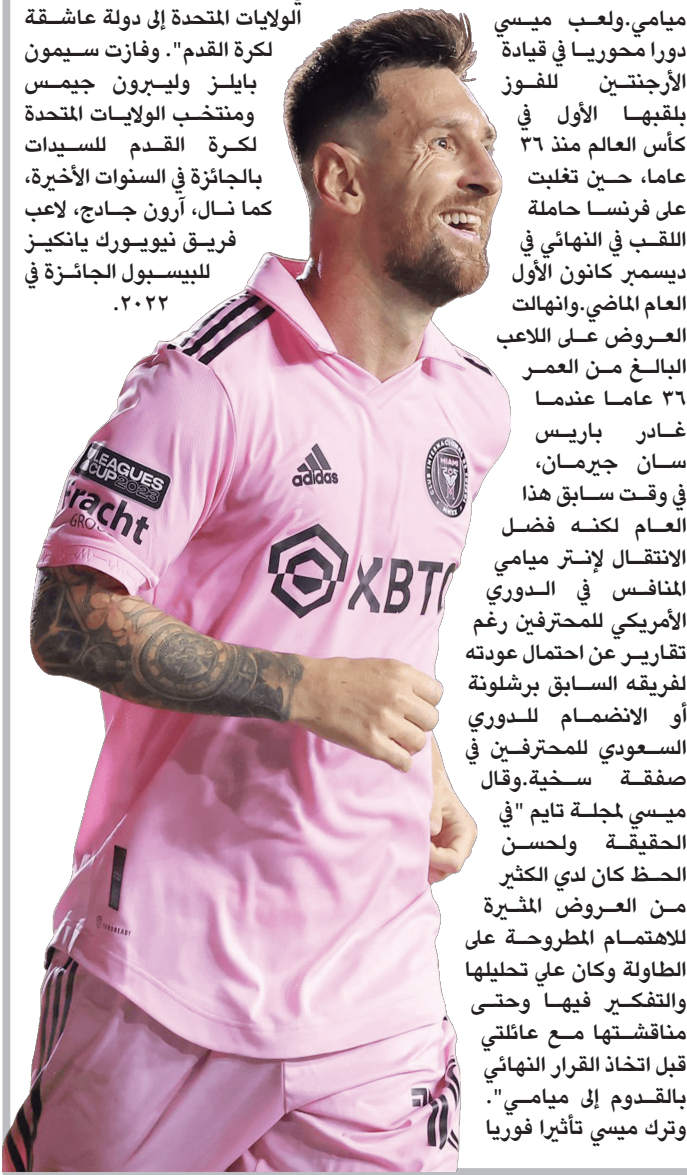 ميامي.ولعب ميسي
دورا محوريا في قيادة
الأرجنتين للفوز
بلقبها الأول في
كأس العالم منذ ٣٦
عاما، حين تغلبت
على فرنسا حاملة
اللقب في النهائي في
ديسمبر كانون الأول
العام الماضي.وانهالت
العروض على اللاعب
البالغ من العمر
٣٦ عاما عندما
غادر باريس
سان جيرمان،
في وقت سابق هذا
العام لكنه فضل
الانتقال لإنتر ميامي
المنافس في الدوري
الأمريكي للمحترفين رغم
تقارير عن احتمال عودته
لفريقه السابق برشلونة
أو الانضمام للدوري
السعودي للمحترفين في
صفقة سخية.وقال
ميسي لمجلة تايم "في
الحقيقة ولحسن
الحظ كان لدي الكثير
من العروض المثيرة
للاهتمام المطروحة على
الطاولة وكان علي تحليلها
والتفكير فيها وحتى
مناقشتها مع عائلتي
قبل اتخاذ القرار النهائي
بالقدوم إلى ميامي".
وترك ميسي تأثيرا فوريا
الولايات المتحدة إلى دولة عاشقة
لكرة القدم". وفازت سيمون
بايلز وليبرون جيمس
ومنتخب الولايات المتحدة
لكرة القدم للسيدات
بالجائزة في السنوات الأخيرة،
كما نال، آرون جادج، لاعب
فريق نيويورك يانكيز
للبيسبول الجائزة في
٢٠٢٢.
LEAGUES
CUP 2023
Fracht
GRO
adidas
MIAMI
XBTC